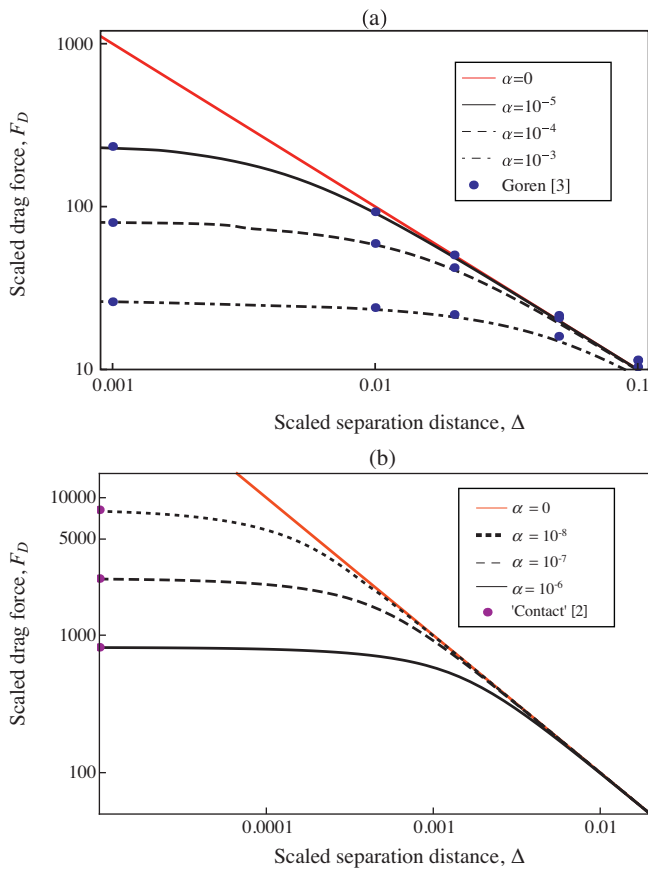 (a)
1000
100
10
Scaled drag force, F_D
α=0
α=10⁻⁵
α=10⁻⁴
α=10⁻³
Goren [3]
0.001
0.01
0.1
Scaled separation distance, Δ
(b)
10000
5000
1000
100
Scaled drag force, F_D
α = 0
α = 10⁻⁸
α = 10⁻⁷
α = 10⁻⁶
'Contact' [2]
0.0001
0.001
0.01
Scaled separation distance, Δ